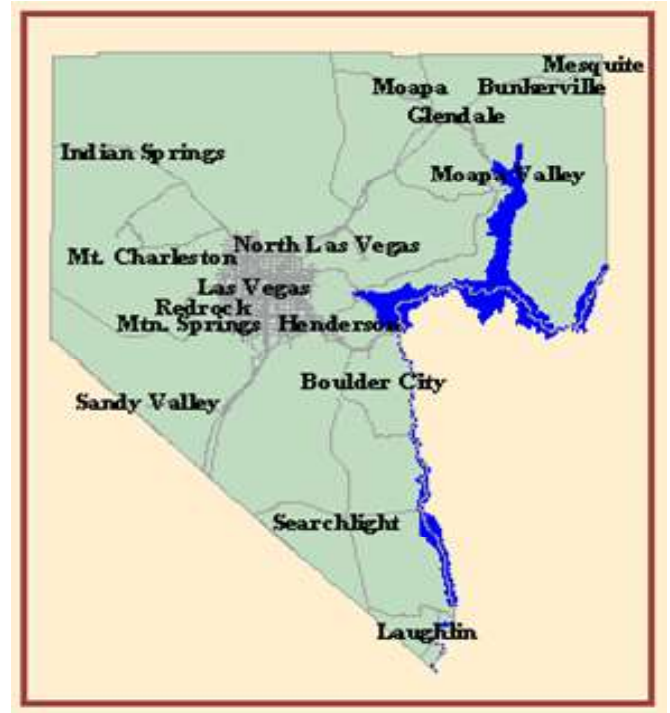 Mesquite
Moapa
Bunkerville
Glendale
Indian Springs
Moapa Valley
North Las Vegas
Mt. Charleston
Las Vegas
Redrock
Mtn. Springs
Henderson
Boulder City
Sandy Valley
Searchlight
Laughlin